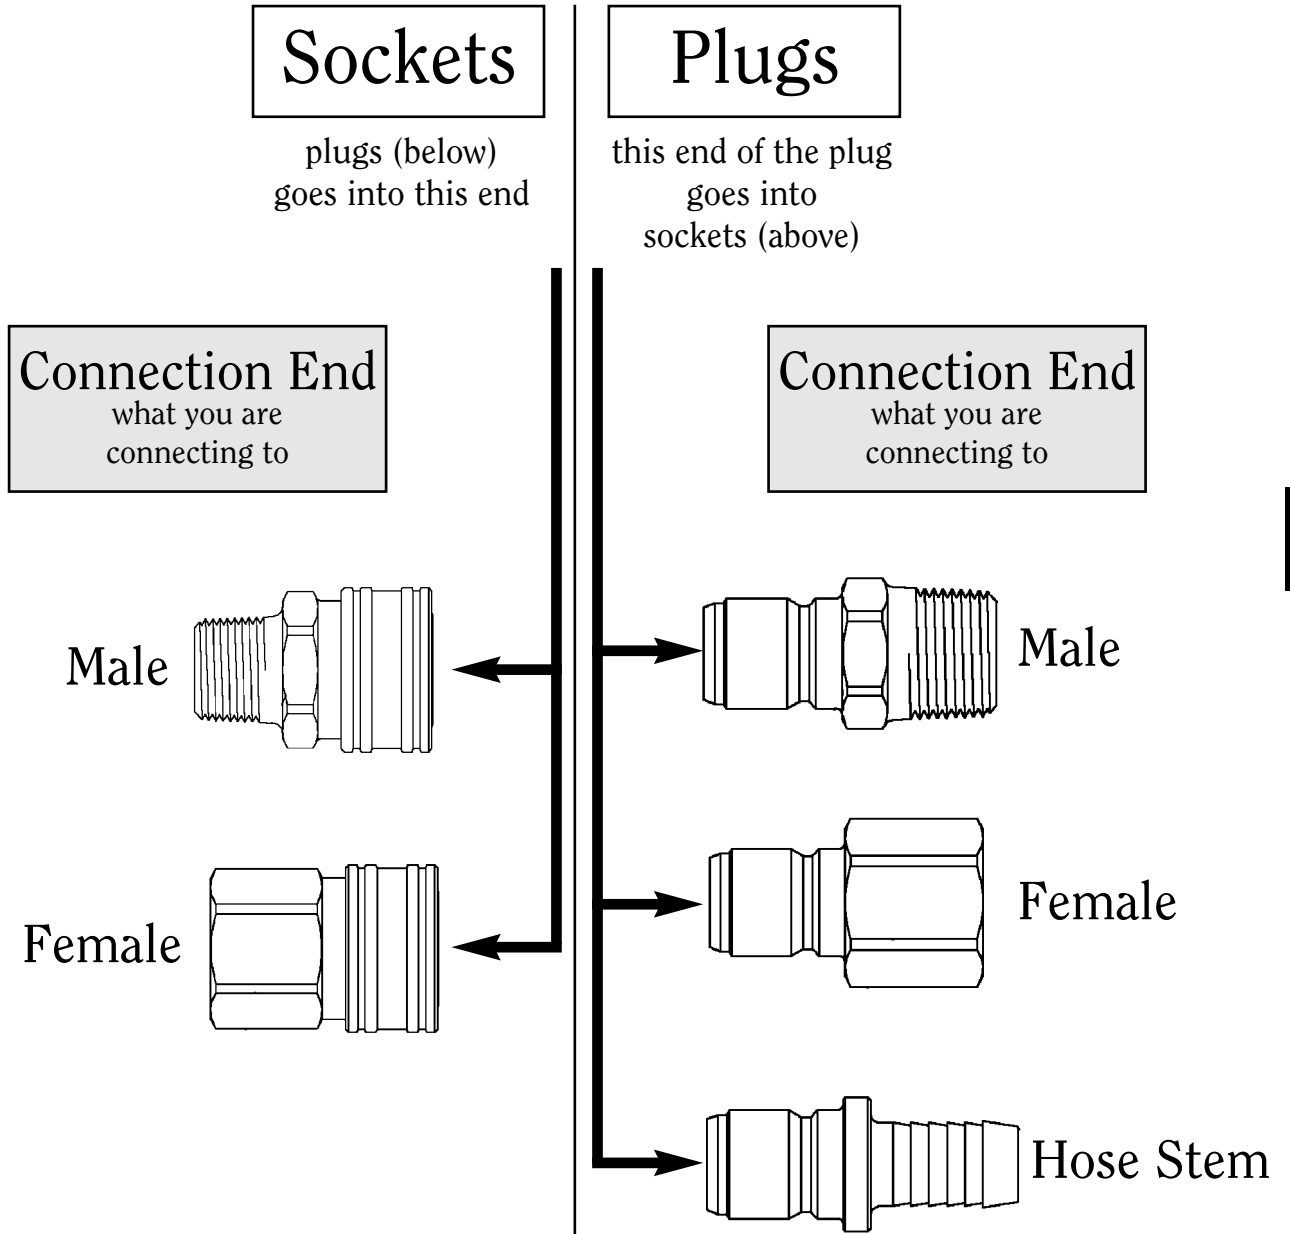 Sockets
plugs (below)
goes into this end
Connection End
what you are
connecting to
Male
Female
Plugs
this end of the plug
goes into
sockets (above)
Connection End
what you are
connecting to
Male
Female
Hose Stem